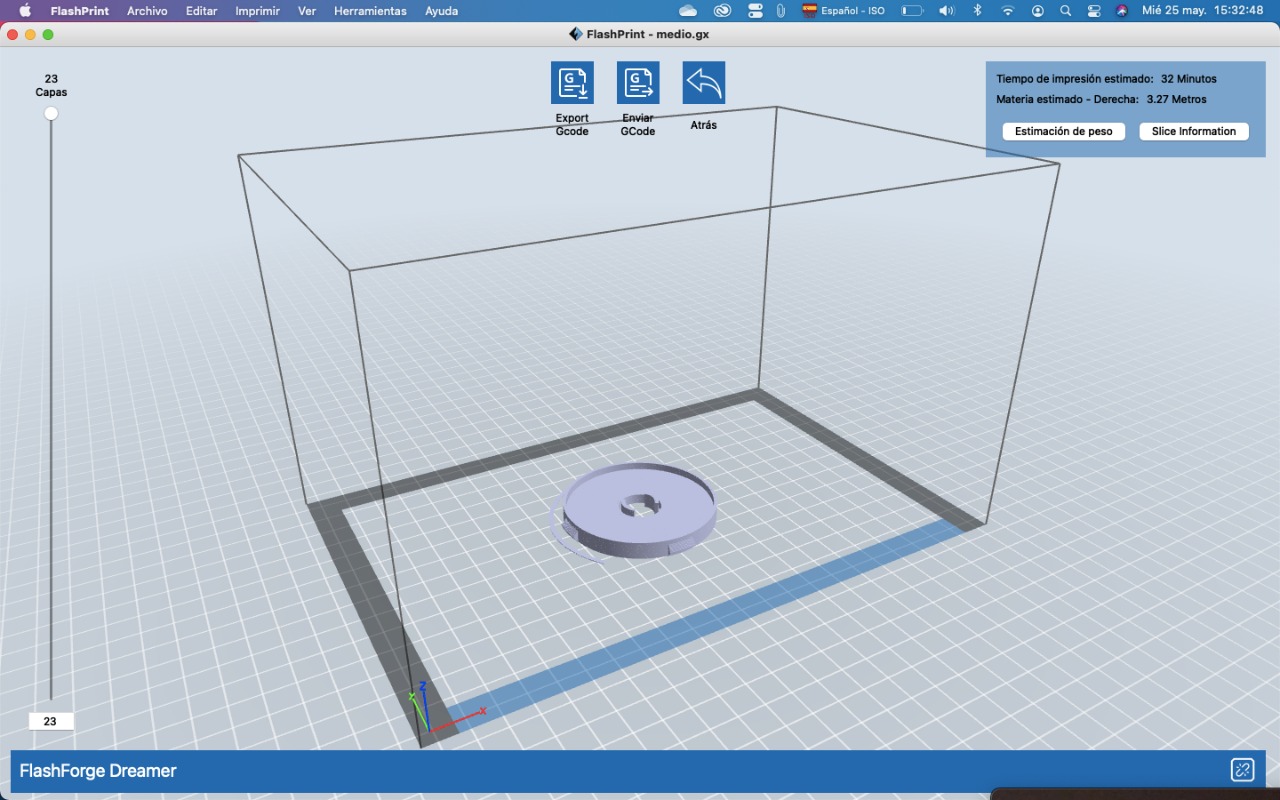 FlashPrint Archivo Editar Imprimir Ver Herramientas Ayuda Español - ISO Mié 25 may. 15:32:48
FlashPrint - medio.gx
23
Capas
Export
Gcode
Enviar
GCode
Atrás
Tiempo de impresión estimado: 32 Minutos
Materia estimado - Derecha: 3.27 Metros
Estimación de peso Slice Information
Z
Y
X
23
FlashForge Dreamer